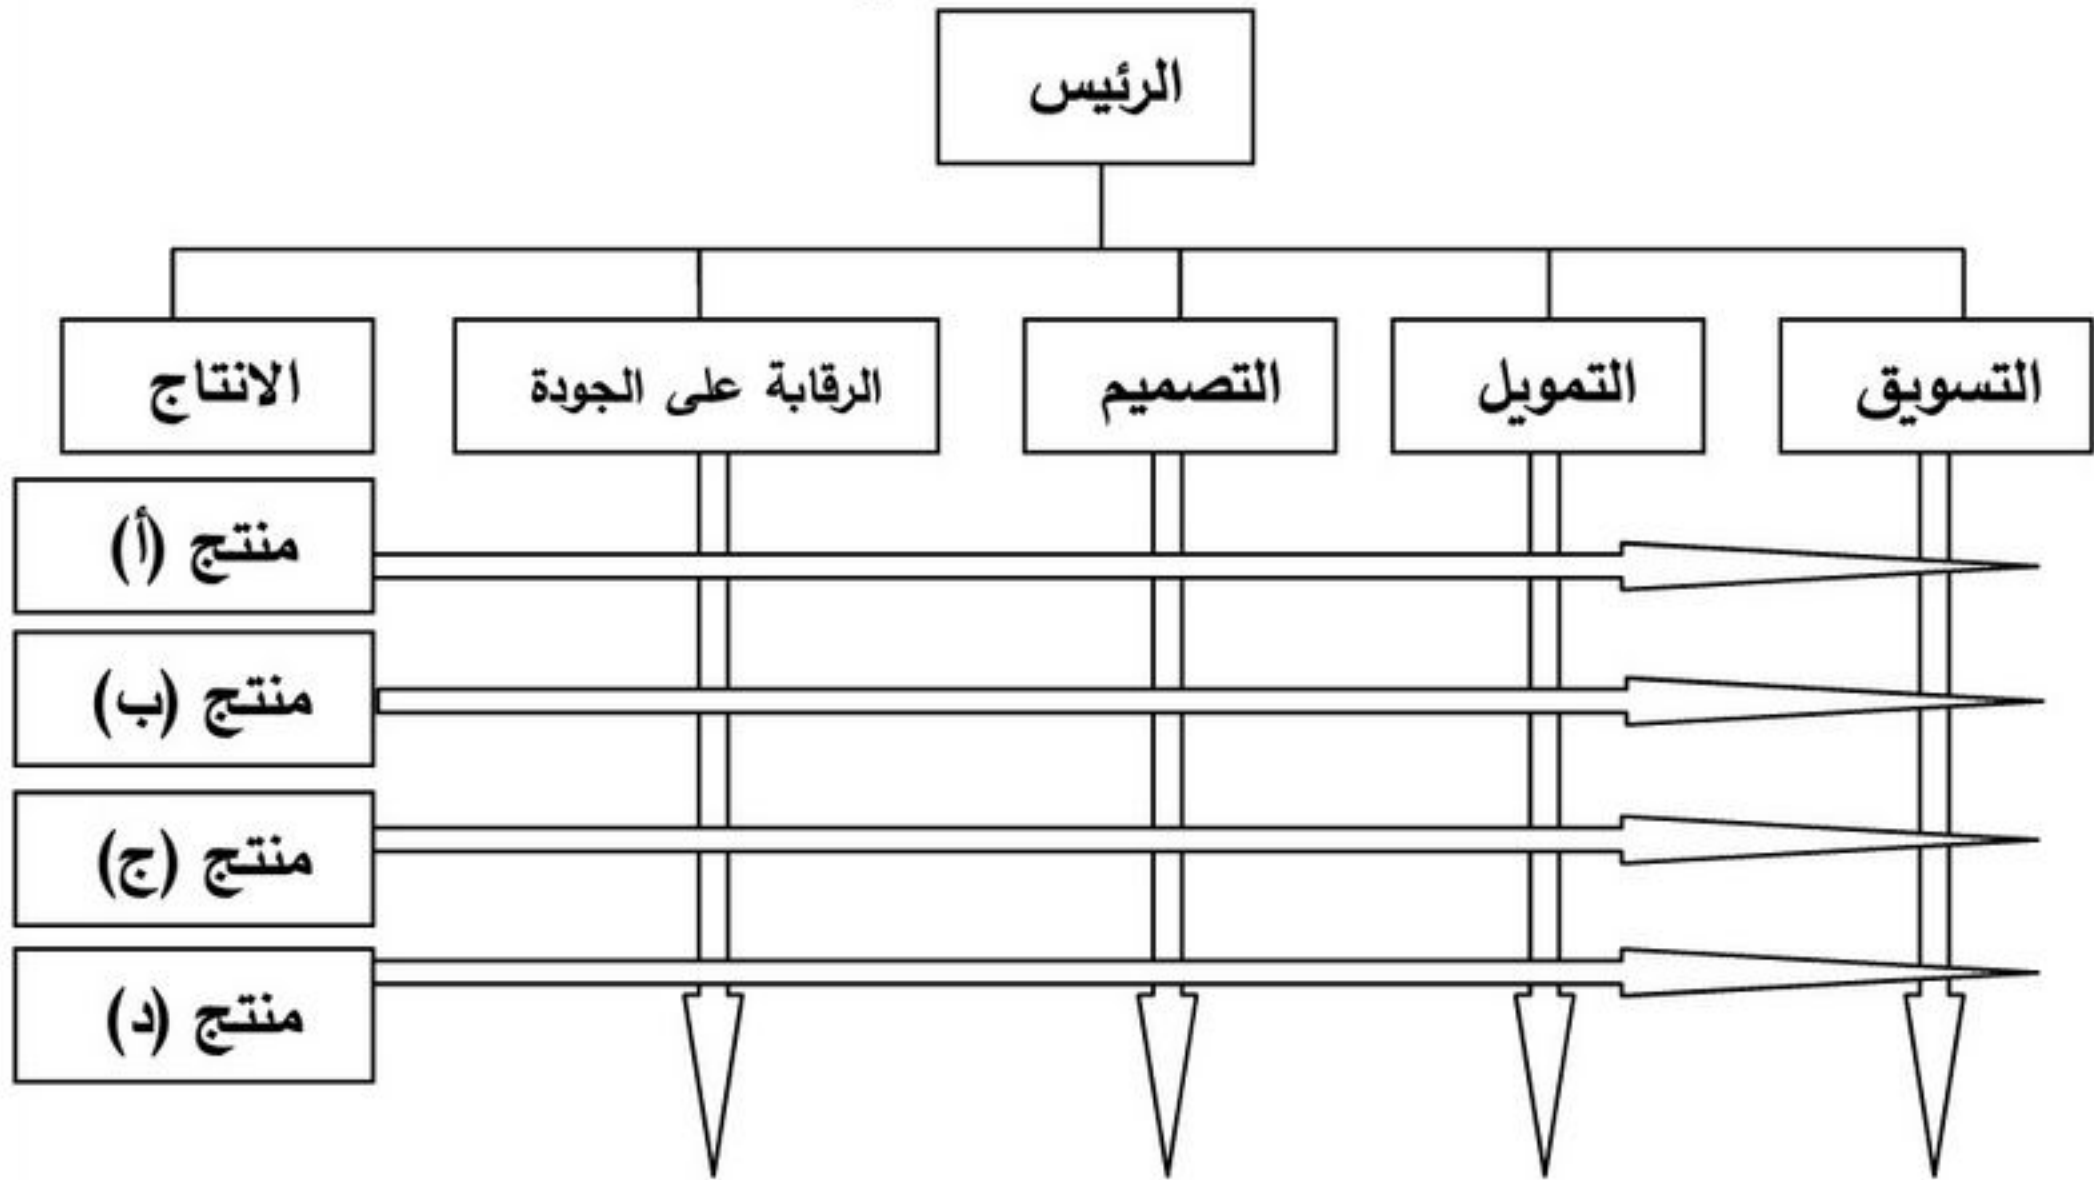 الرئيس
التسويق
التمويل
التصميم
الرقابة على الجودة
الانتاج
منتج (أ)
منتج (ب)
منتج (ج)
منتج (د)